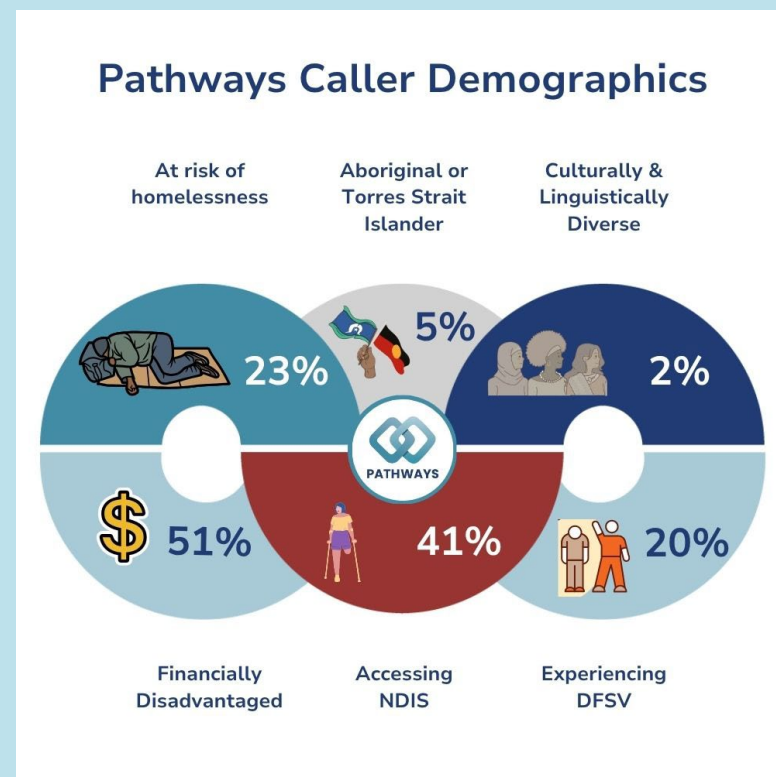 Pathways Caller Demographics
At risk of
homelessness
Aboriginal or
Torres Strait
Islander
Culturally &
Linguistically
Diverse
23%
5%
2%
PATHWAYS
$
51%
41%
20%
Financially
Disadvantaged
Accessing
NDIS
Experiencing
DFSV